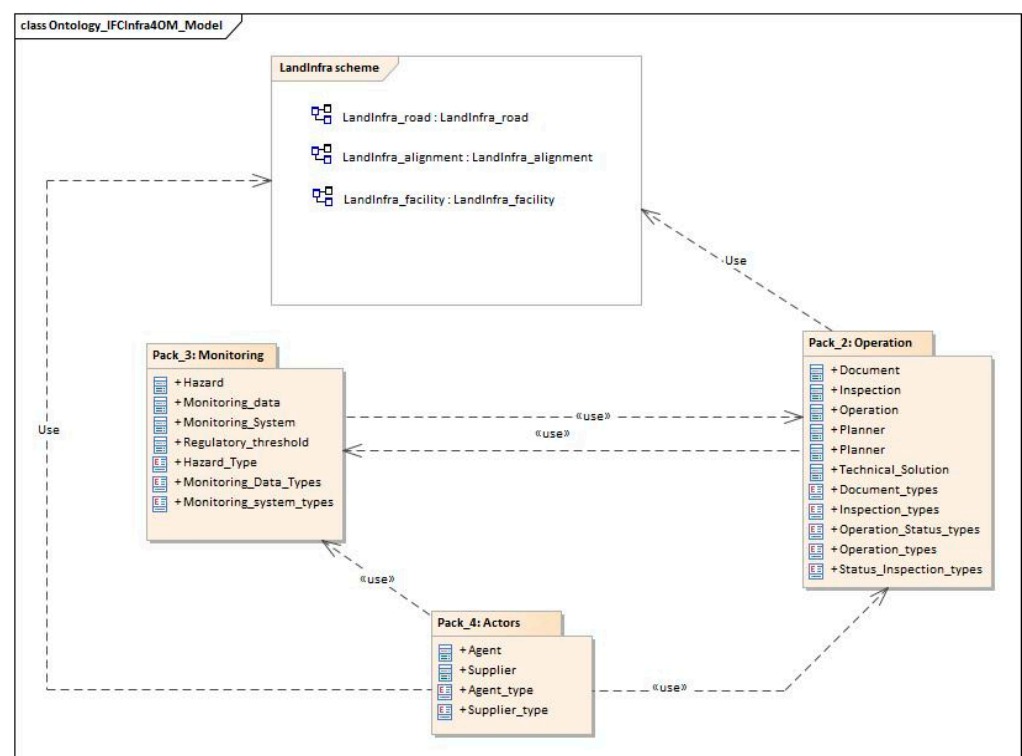 class Ontology_IFCInfra4OM_Model
LandInfra scheme
LandInfra_road : LandInfra_road
LandInfra_alignment : LandInfra_alignment
LandInfra_facility : LandInfra_facility
Use
Pack_3: Monitoring
+Hazard
+Monitoring_data
+Monitoring_System
+Regulatory_threshold
+Hazard_Type
+Monitoring_Data_Types
+Monitoring_system_types
Pack_2: Operation
+Document
+Inspection
+Operation
+Planner
+Planner
+Technical_Solution
+Document_types
+Inspection_types
+Operation_Status_types
+Operation_types
+Status_Inspection_types
«use»
«use»
Use
«use»
Pack_4: Actors
+Agent
+Supplier
+Agent_type
+Supplier_type
«use»